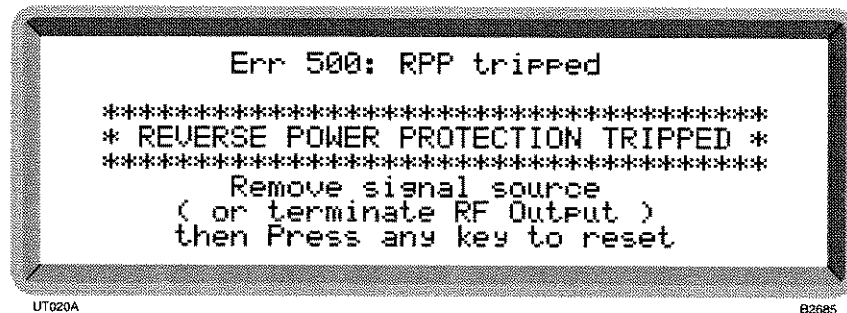 Err 500: RPP tripped
*************************************
* REVERSE POWER PROTECTION TRIPPED *
*************************************
Remove signal source
( or terminate RF Output )
then Press any key to reset
UT020A
B2685